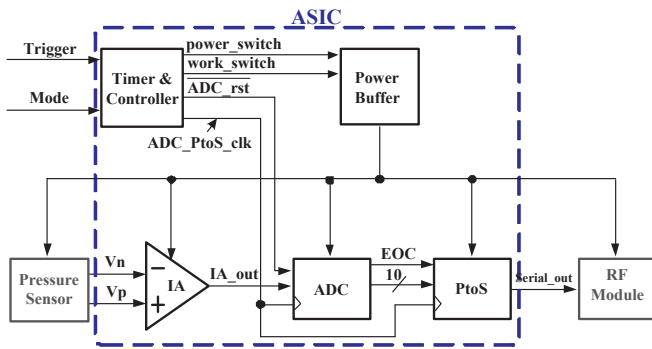 ASIC
Trigger
Mode
Timer &
Controller
power_switch
work_switch
ADC_rst
ADC_PtoS_clk
Power
Buffer
Pressure
Sensor
Vn
Vp
−
+
IA
IA_out
ADC
EOC
10
PtoS
Serial_out
RF
Module